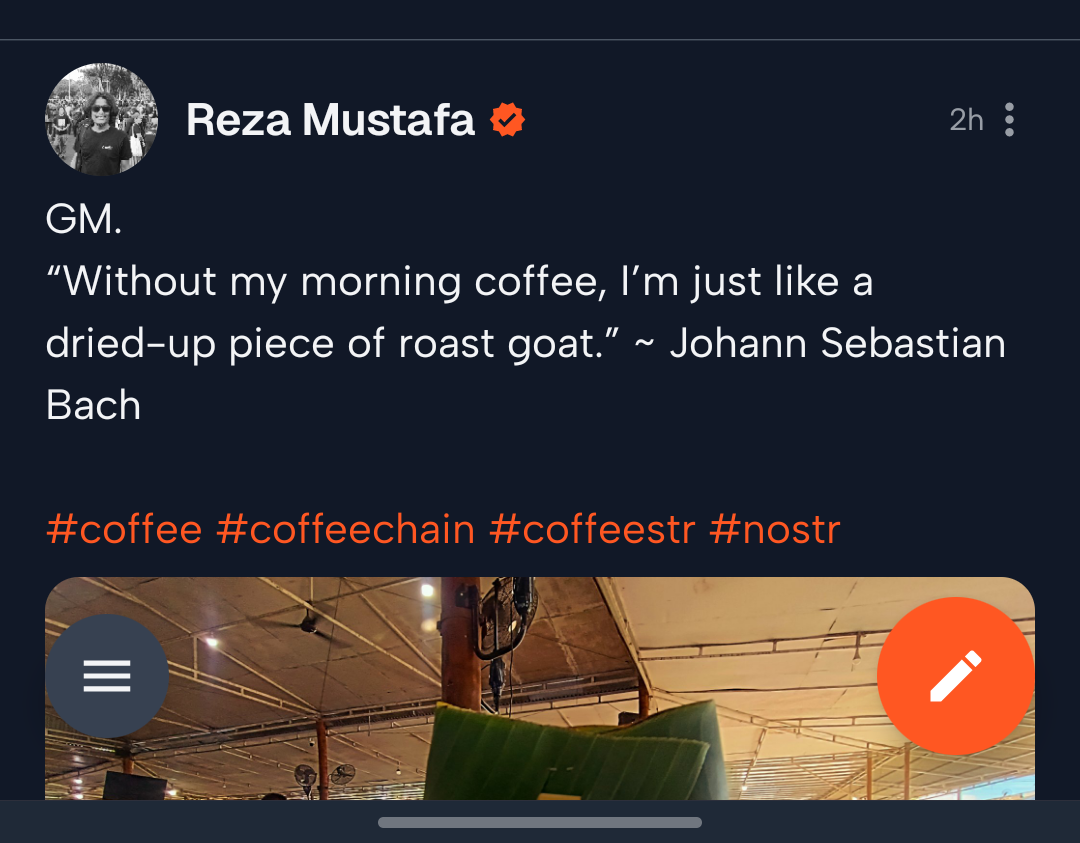 Reza Mustafa
2h
GM.
“Without my morning coffee, I’m just like a
dried-up piece of roast goat.” ~ Johann Sebastian
Bach
#coffee #coffeechain #coffeestr #nostr